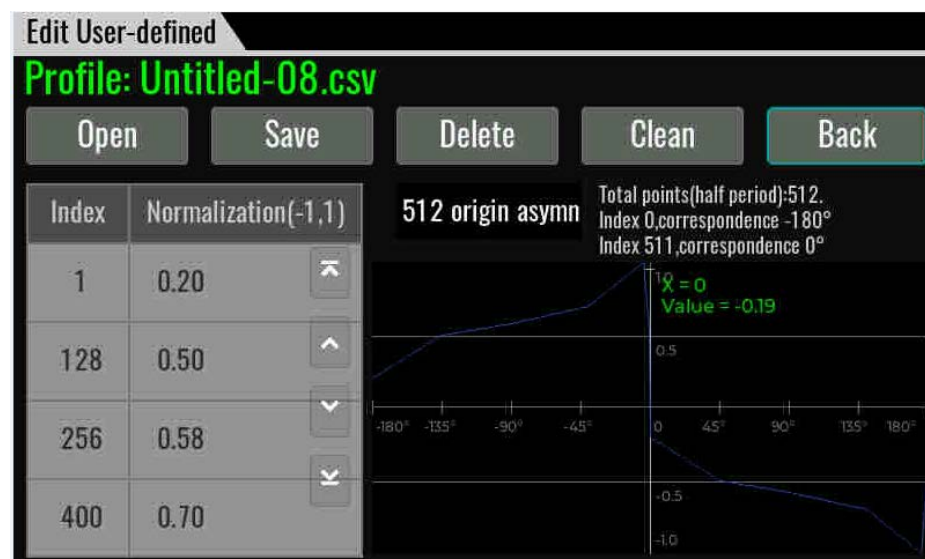 Edit User-defined
Profile: Untitled-08.csv
Open Save Delete Clean Back
Index Normalization(-1,1)
512 origin asymn
Total points(half period):512.
Index 0,correspondence -180°
Index 511,correspondence 0°
1 0.20
128 0.50
256 0.58
400 0.70
1.0
X = 0
Value = -0.19
0.5
-180° -135° -90° -45° 0 45° 90° 135° 180°
-0.5
-1.0